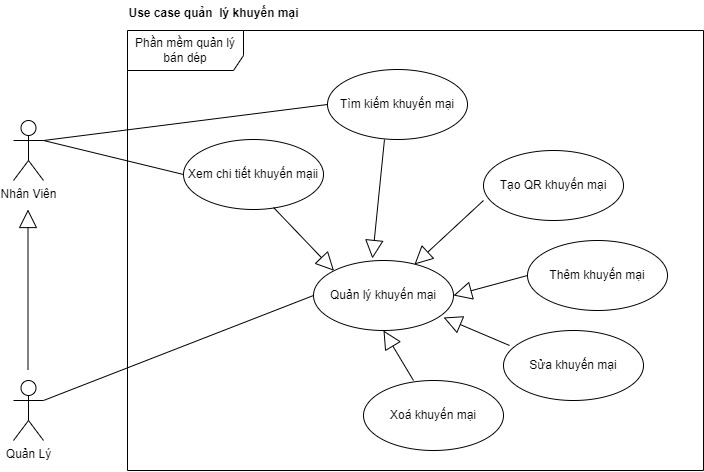 Use case quản lý khuyến mại
Phần mềm quản lý
bán dép
Tìm kiếm khuyến mại
Xem chi tiết khuyến mạii
Tạo QR khuyến mại
Nhân Viên
Thêm khuyến mại
Quản lý khuyến mại
Sửa khuyến mại
Xoá khuyến mại
Quản Lý